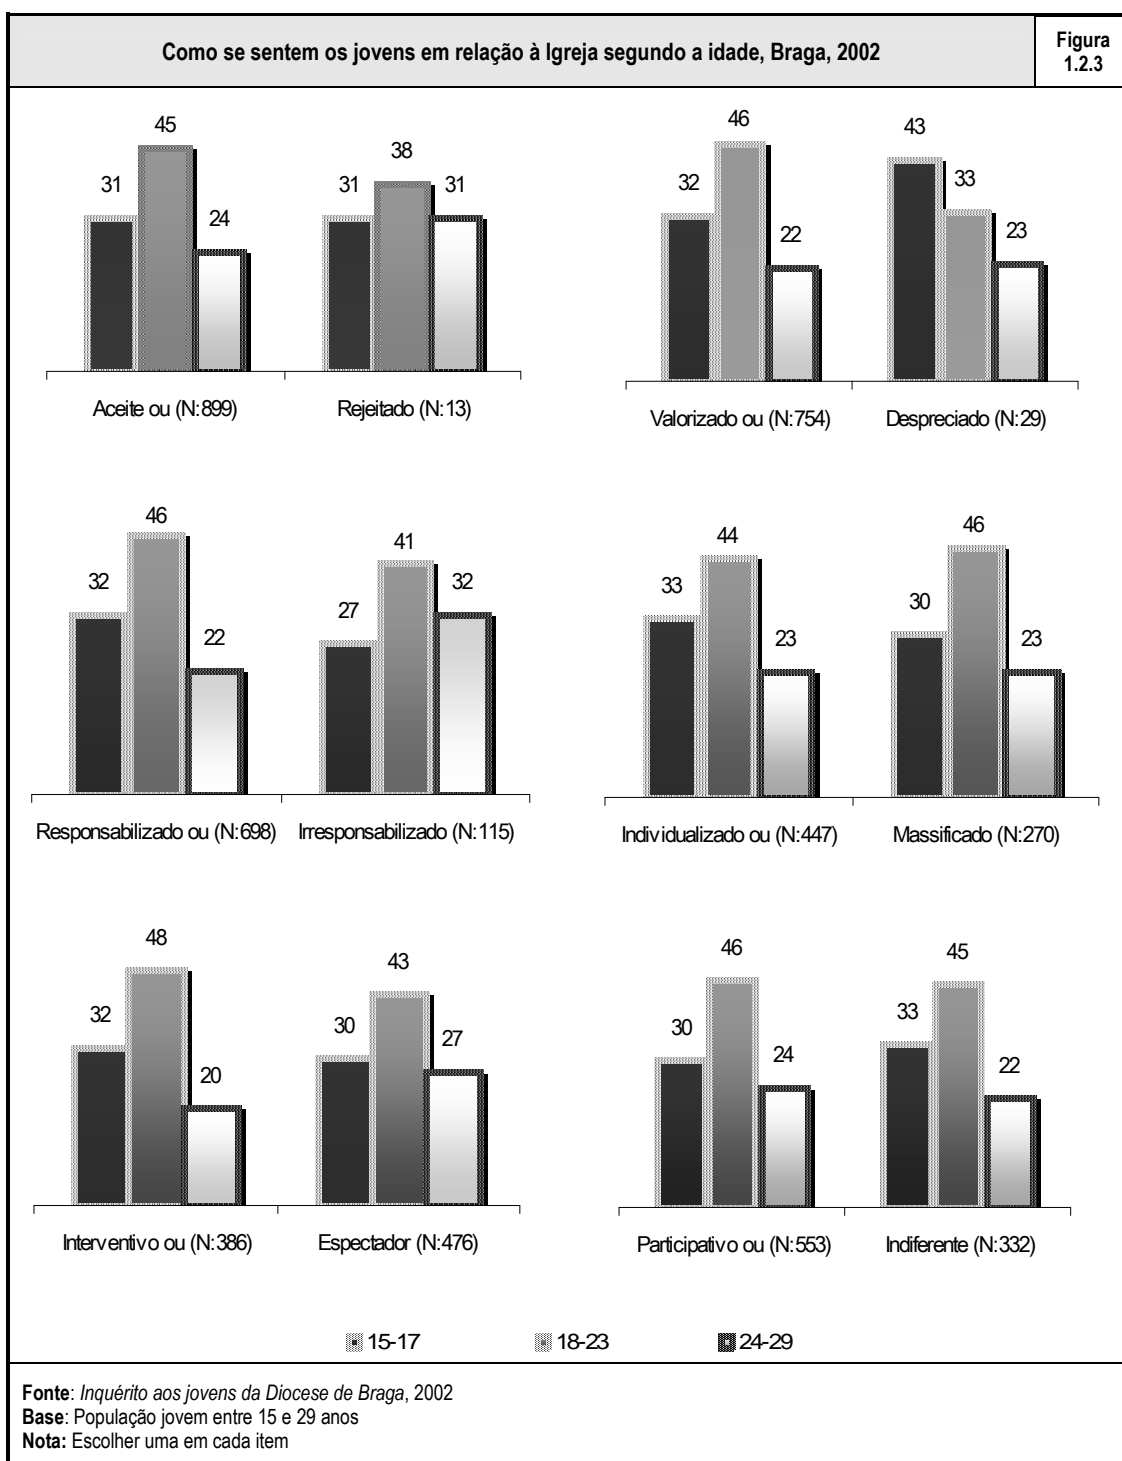 Como se sentem os jovens em relação à Igreja segundo a idade, Braga, 2002
Figura
1.2.3
31 45 24 31 38 31
Aceite ou (N:899) Rejeitado (N:13)
32 46 22 43 33 23
Valorizado ou (N:754) Despreciado (N:29)
32 46 22 27 41 32
Responsabilizado ou (N:698) Irresponsabilizado (N:115)
33 44 23 30 46 23
Individualizado ou (N:447) Massificado (N:270)
32 48 20 30 43 27
Interventivo ou (N:386) Espectador (N:476)
30 46 24 33 45 22
Participativo ou (N:553) Indiferente (N:332)
15-17 18-23 24-29
Fonte: Inquérito aos jovens da Diocese de Braga, 2002
Base: População jovem entre 15 e 29 anos
Nota: Escolher uma em cada item